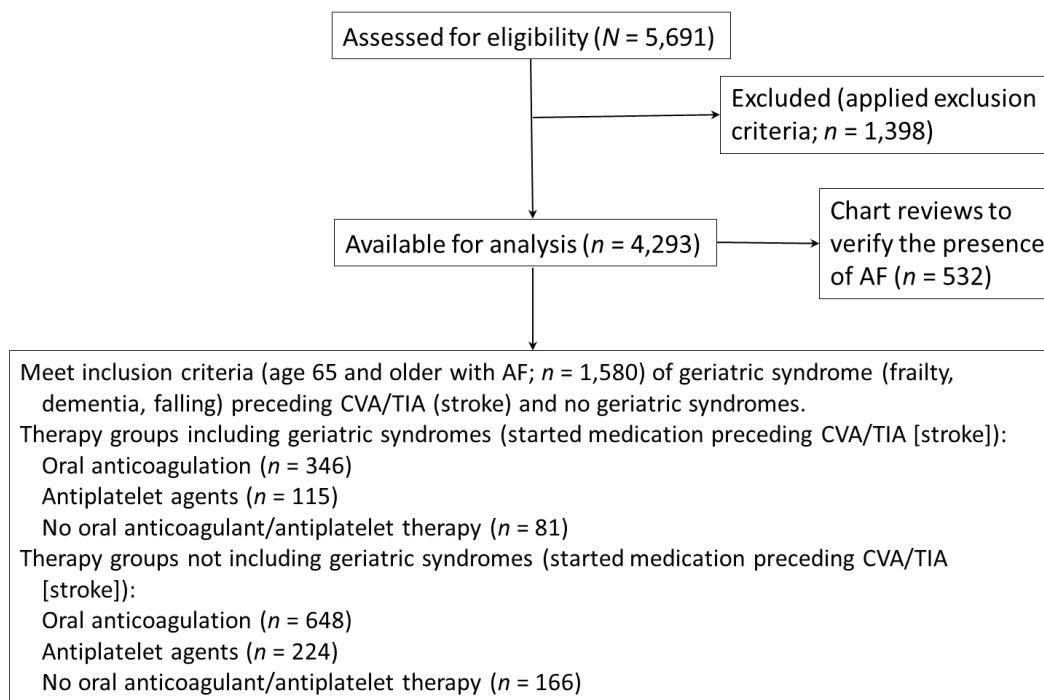 Assessed for eligibility (N = 5,691)
Excluded (applied exclusion
criteria; n = 1,398)
Available for analysis (n = 4,293)
Chart reviews to
verify the presence
of AF (n = 532)
Meet inclusion criteria (age 65 and older with AF; n = 1,580) of geriatric syndrome (frailty,
dementia, falling) preceding CVA/TIA (stroke) and no geriatric syndromes.
Therapy groups including geriatric syndromes (started medication preceding CVA/TIA [stroke]):
Oral anticoagulation (n = 346)
Antiplatelet agents (n = 115)
No oral anticoagulant/antiplatelet therapy (n = 81)
Therapy groups not including geriatric syndromes (started medication preceding CVA/TIA
[stroke]):
Oral anticoagulation (n = 648)
Antiplatelet agents (n = 224)
No oral anticoagulant/antiplatelet therapy (n = 166)